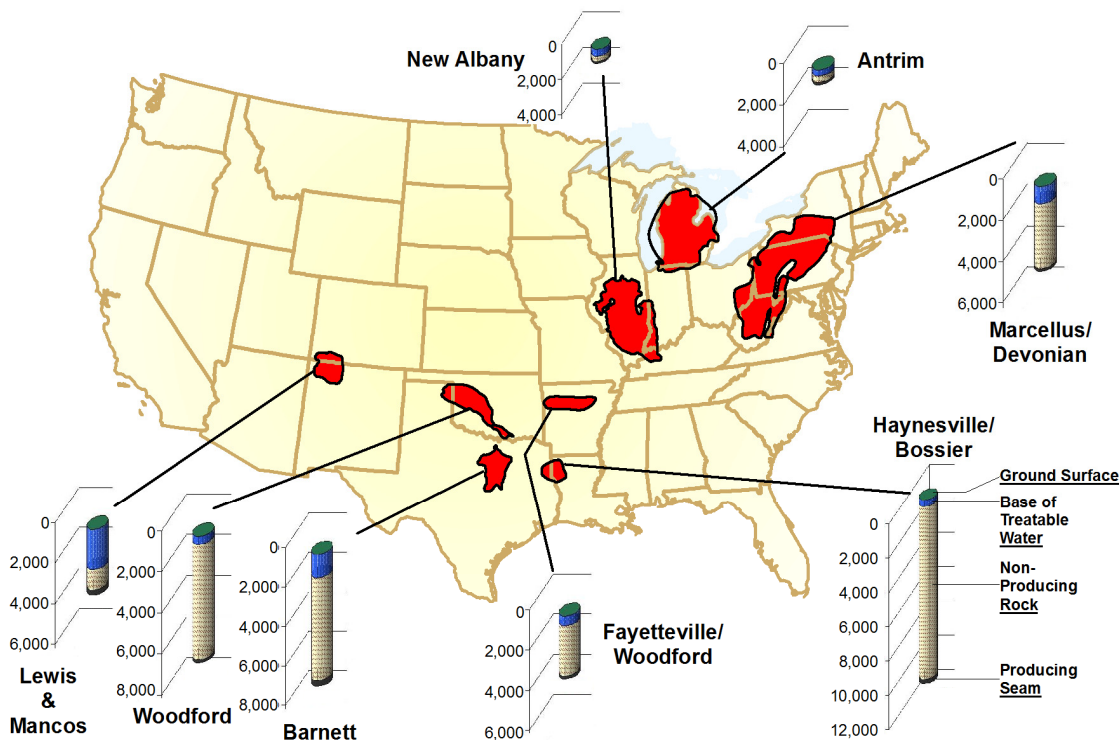 New Albany
0
2,000
4,000
Antrim
0
2,000
4,000
0
2,000
4,000
6,000
Marcellus/
Devonian
Haynesville/
Bossier
Ground Surface
Base of
Treatable
Water
Non-
Producing
Rock
Producing
Seam
0
2,000
4,000
6,000
8,000
10,000
12,000
0
2,000
4,000
6,000
Lewis
&
Mancos
0
2,000
4,000
6,000
8,000
Woodford
0
2,000
4,000
6,000
8,000
Barnett
0
2,000
4,000
6,000
Fayetteville/
Woodford